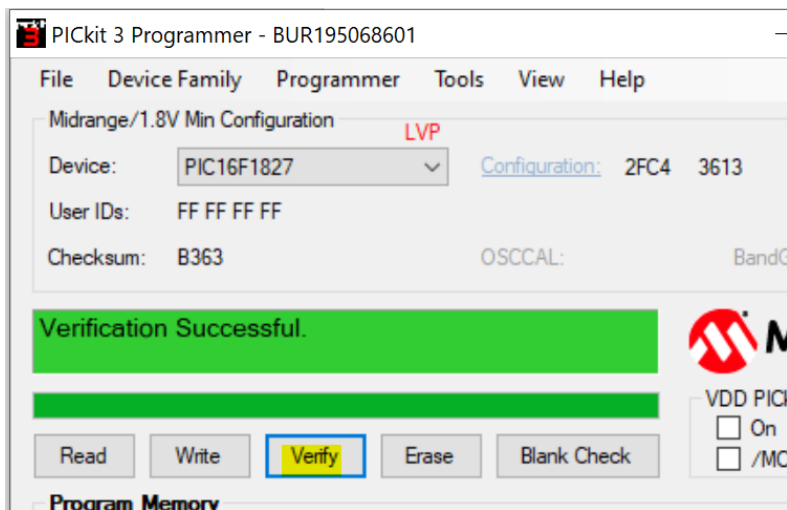 PICkit 3 Programmer - BUR195068601
File Device Family Programmer Tools View Help
Midrange/1.8V Min Configuration
LVP
Device: PIC16F1827 Configuration: 2FC4 3613
User IDs: FF FF FF FF
Checksum: B363 OSCCAL: BandG
Verification Successful.
M
VDD PICk
On
Read Write Verify Erase Blank Check /MC
Program Memory